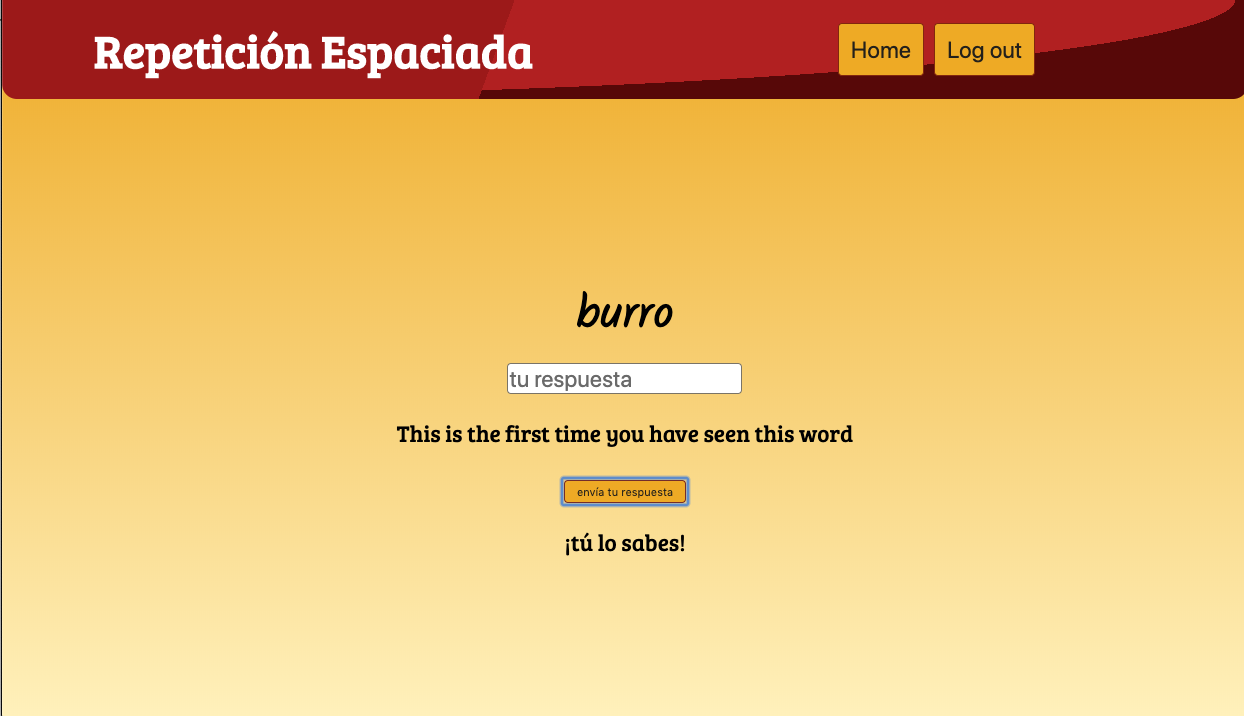 Repetición Espaciada
Home
Log out
burro
tu respuesta
This is the first time you have seen this word
envía tu respuesta
¡tú lo sabes!